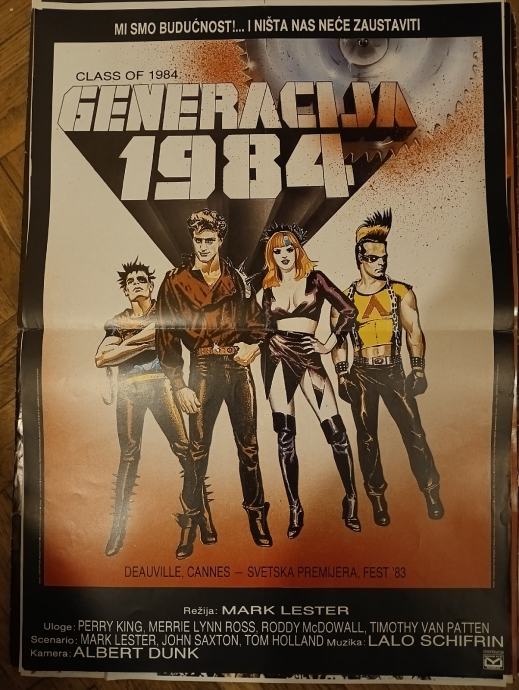 MI SMO BUDUĆNOST!... I NIŠTA NAS NEĆE ZAUSTAVITI
CLASS OF 1984
GENERACIJA
1984
DEAUVILLE, CANNES – SVETSKA PREMIJERA, FEST '83
Režija: MARK LESTER
Uloge: PERRY KING, MERRIE LYNN ROSS, RODDY McDOWALL, TIMOTHY VAN PATTEN
Scenario: MARK LESTER, JOHN SAXTON, TOM HOLLAND Muzika: LALO SCHIFRIN
Kamera: ALBERT DUNK